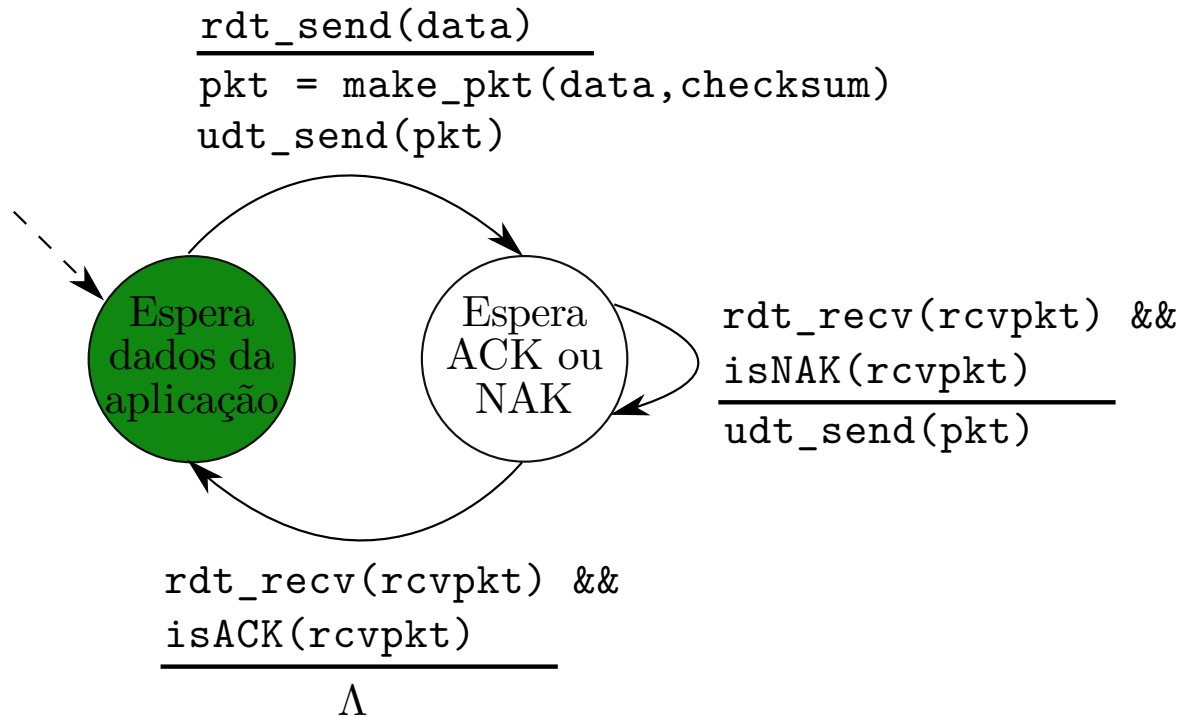 rdt_send(data)
pkt = make_pkt(data,checksum)
udt_send(pkt)
Espera
dados da
aplicação
Espera
ACK ou
NAK
rdt_recv(rcvpkt) &&
isNAK(rcvpkt)
udt_send(pkt)
rdt_recv(rcvpkt) &&
isACK(rcvpkt)
Λ